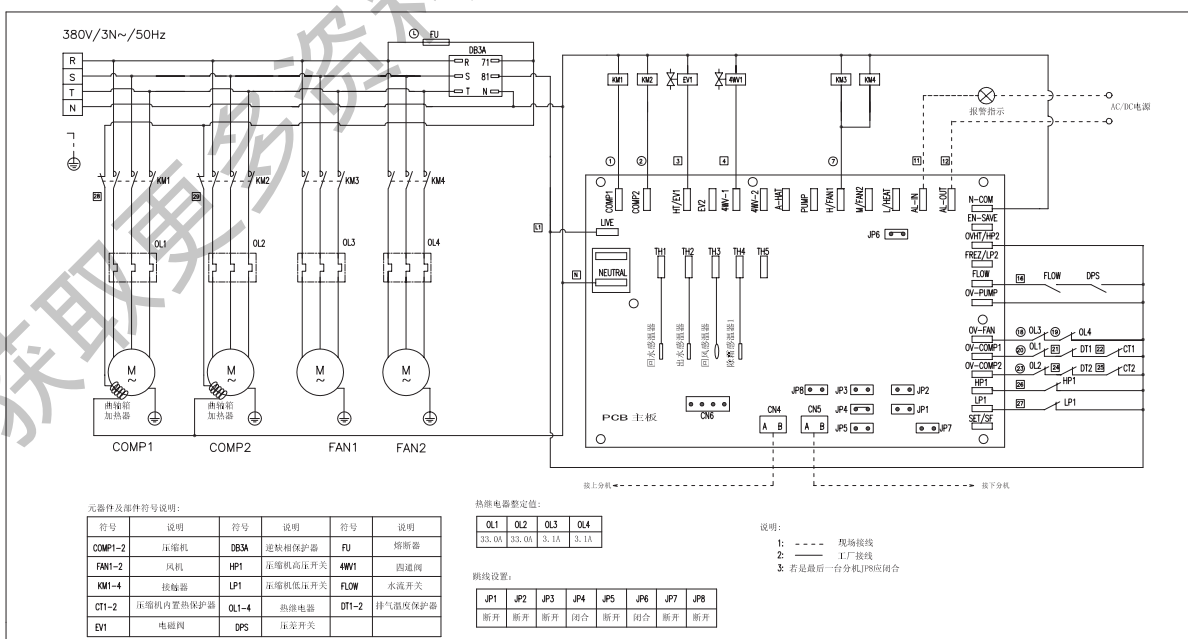 获取更多资料
380V/3N~/50Hz
R
S
T
N
L
FU
DB3A
R 71
S 81
T N
KM1
KM2
EV1
4WV1
KM3
KM4
报警指示
AC/DC电源
1
2
3
4
7
11
12
28
KM1
29
KM2
KM3
KM4
COMP1
COMP2
HT/EV1
EV2
4WV-1
4WV-2
A-HAT
PUMP
H/FAN1
M/FAN2
L/HEAT
AL-IN
AL-OUT
N-COM
EN-SAVE
OVHT/HP2
FREZ/LP2
FLOW
OV-PUMP
L1
LIVE
JP6
N
NEUTRAL
TH1
TH2
TH3
TH4
TH5
16 FLOW DPS
OL1
OL2
OL3
OL4
回水感温器
出水感温器
回风感温器
除霜感温器1
OV-FAN
18 OL3 19 OL4
OV-COMP1
20 OL1 21 DT1 22 CT1
OV-COMP2
23 OL2 24 DT2 25 CT2
HP1
26 HP1
LP1
27 LP1
SET/SF
M
~
M
~
M
~
M
~
曲轴箱
加热器
曲轴箱
加热器
JP8
JP3
JP2
JP4
JP1
JP5
JP7
CN6
PCB主板
CN4
A B
CN5
A B
COMP1
COMP2
FAN1
FAN2
接上分机
接下分机
元器件及部件符号说明:
符号 说明 符号 说明 符号 说明
COMP1-2 压缩机 DB3A 逆缺相保护器 FU 熔断器
FAN1-2 风机 HP1 压缩机高压开关 4WV1 四通阀
KM1-4 接触器 LP1 压缩机低压开关 FLOW 水流开关
CT1-2 压缩机内置热保护器 OL1-4 热继电器 DT1-2 排气温度保护器
EV1 电磁阀 DPS 压差开关
热继电器整定值:
OL1 OL2 OL3 OL4
33.0A 33.0A 3.1A 3.1A
跳线设置:
JP1 JP2 JP3 JP4 JP5 JP6 JP7 JP8
断开 断开 断开 闭合 断开 闭合 断开 断开
说明:
1: ---- 现场接线
2: —— 工厂接线
3: 若是最后一台分机JP8应闭合